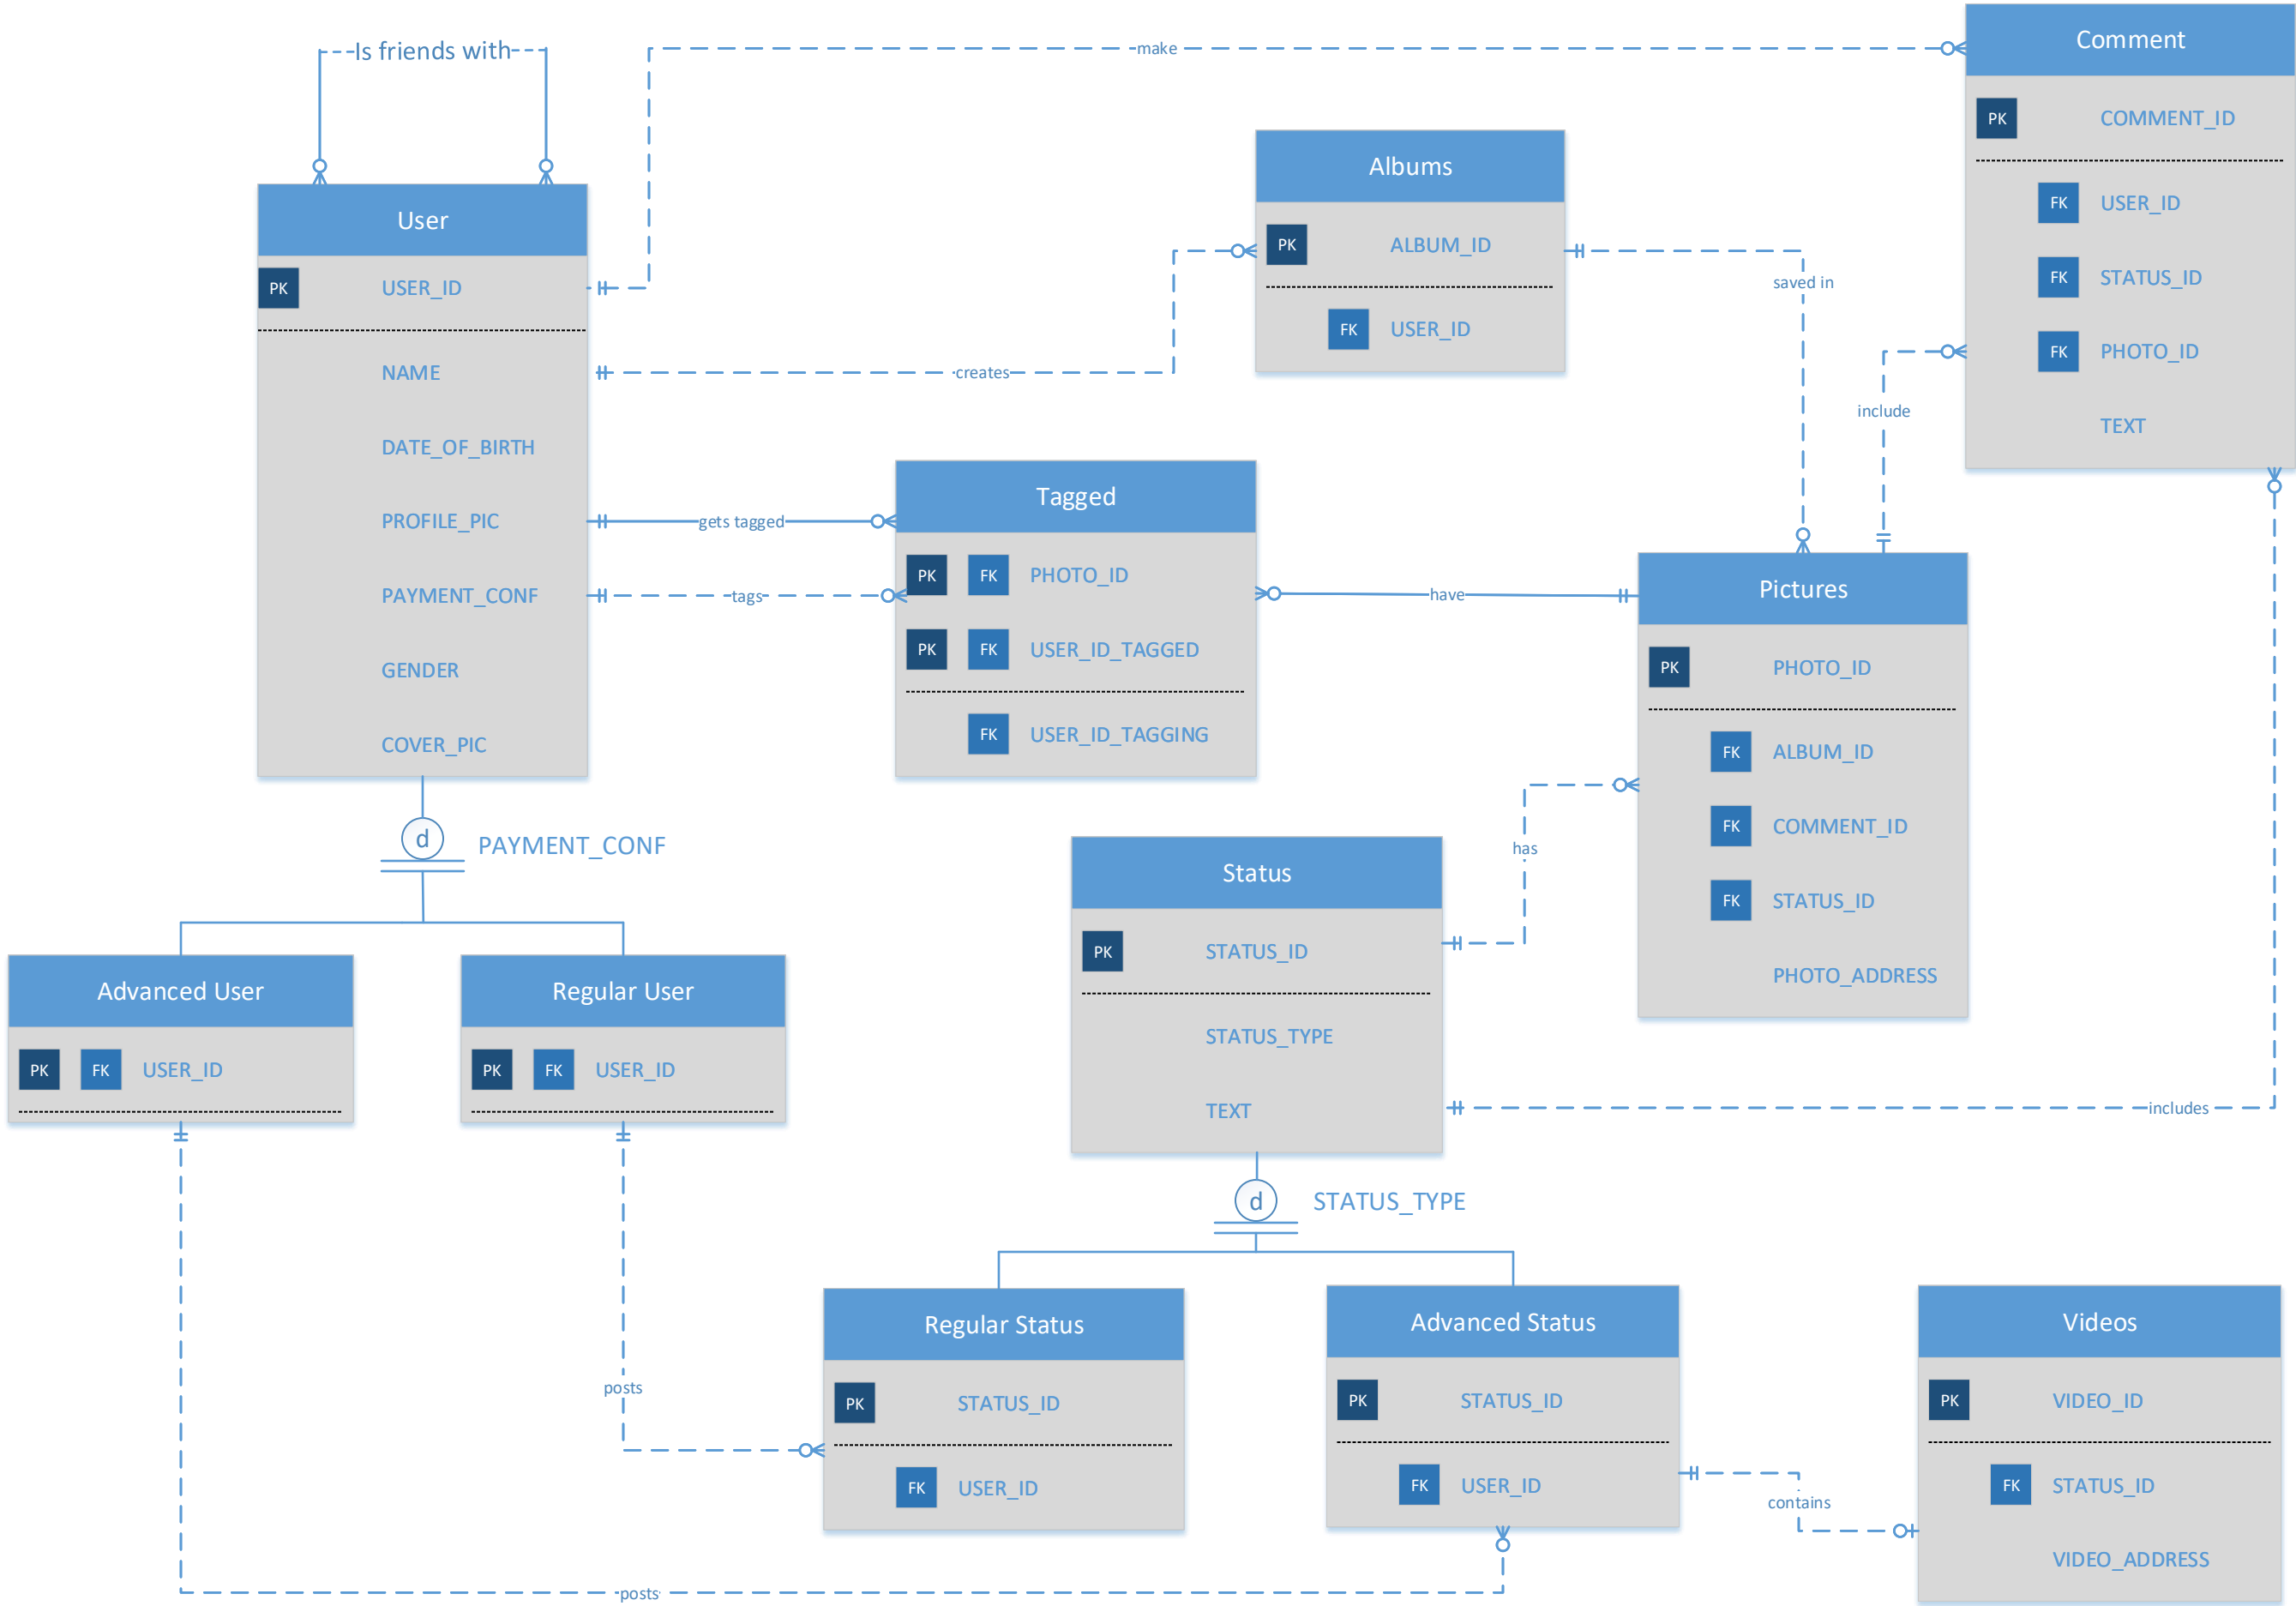 Is friends with
make
User
PK USER_ID
NAME
DATE_OF_BIRTH
PROFILE_PIC
PAYMENT_CONF
GENDER
COVER_PIC
creates
Albums
PK ALBUM_ID
FK USER_ID
saved in
Comment
PK COMMENT_ID
FK USER_ID
FK STATUS_ID
FK PHOTO_ID
TEXT
include
gets tagged
tags
Tagged
PK FK PHOTO_ID
PK FK USER_ID_TAGGED
FK USER_ID_TAGGING
have
Pictures
PK PHOTO_ID
FK ALBUM_ID
FK COMMENT_ID
FK STATUS_ID
PHOTO_ADDRESS
has
d PAYMENT_CONF
Status
PK STATUS_ID
STATUS_TYPE
TEXT
includes
Advanced User
PK FK USER_ID
Regular User
PK FK USER_ID
d STATUS_TYPE
posts
Regular Status
PK STATUS_ID
FK USER_ID
Advanced Status
PK STATUS_ID
FK USER_ID
contains
Videos
PK VIDEO_ID
FK STATUS_ID
VIDEO_ADDRESS
posts